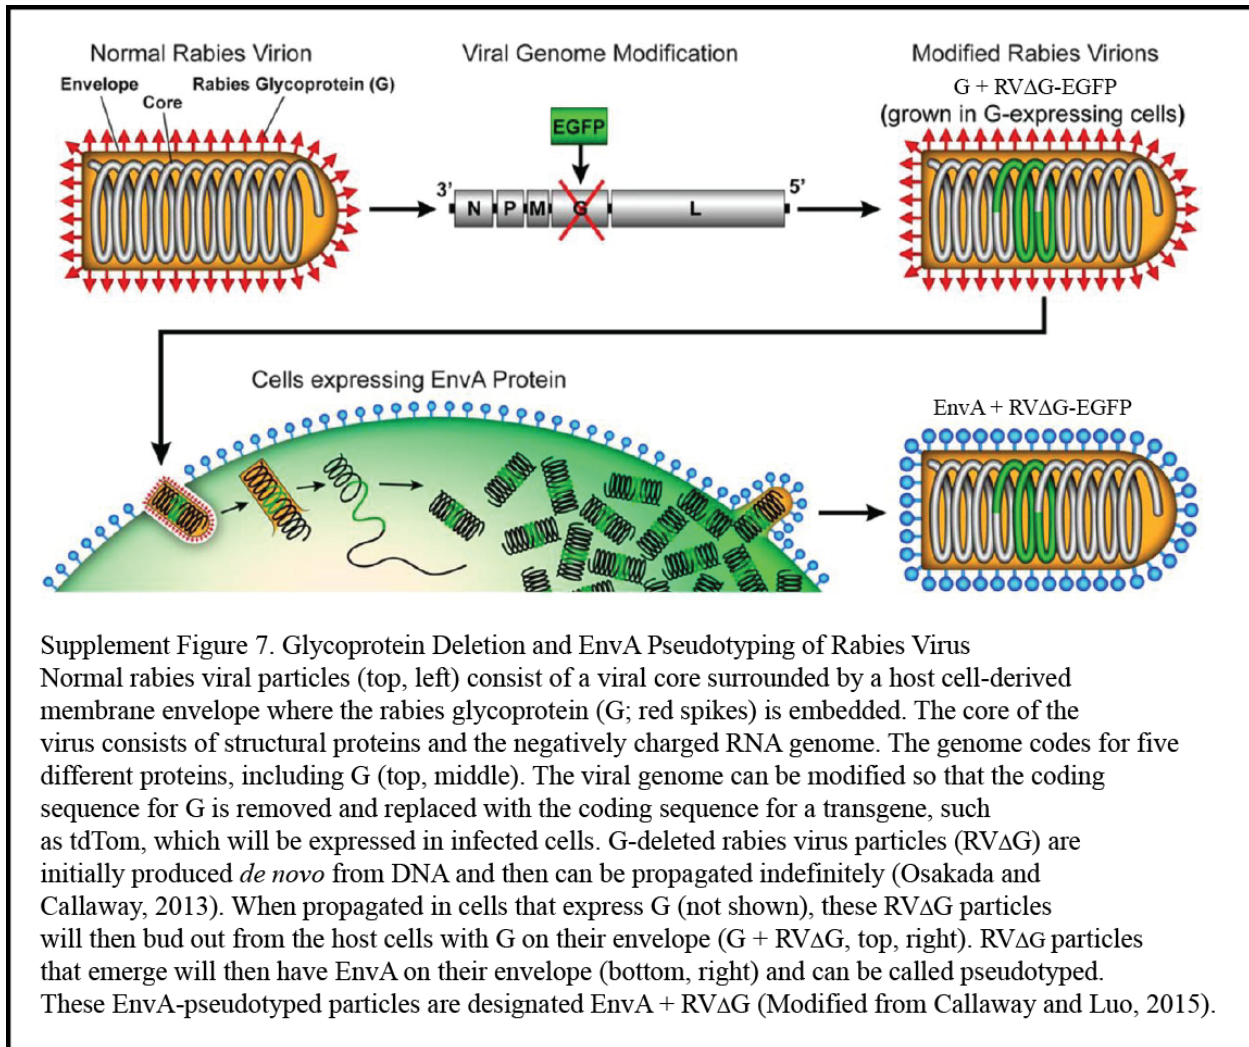 Normal Rabies Virion
Viral Genome Modification
Modified Rabies Virions
Envelope
Rabies Glycoprotein (G)
Core
G + RVΔG-EGFP
(grown in G-expressing cells)
EGFP
3’
N
P
M
G
L
5’
Cells expressing EnvA Protein
EnvA + RVΔG-EGFP
Supplement Figure 7. Glycoprotein Deletion and EnvA Pseudotyping of Rabies Virus
Normal rabies viral particles (top, left) consist of a viral core surrounded by a host cell-derived
membrane envelope where the rabies glycoprotein (G; red spikes) is embedded. The core of the
virus consists of structural proteins and the negatively charged RNA genome. The genome codes for five
different proteins, including G (top, middle). The viral genome can be modified so that the coding
sequence for G is removed and replaced with the coding sequence for a transgene, such
as tdTom, which will be expressed in infected cells. G-deleted rabies virus particles (RVΔG) are
initially produced de novo from DNA and then can be propagated indefinitely (Osakada and
Callaway, 2013). When propagated in cells that express G (not shown), these RVΔG particles
will then bud out from the host cells with G on their envelope (G + RVΔG, top, right). RVΔG particles
that emerge will then have EnvA on their envelope (bottom, right) and can be called pseudotyped.
These EnvA-pseudotyped particles are designated EnvA + RVΔG (Modified from Callaway and Luo, 2015).